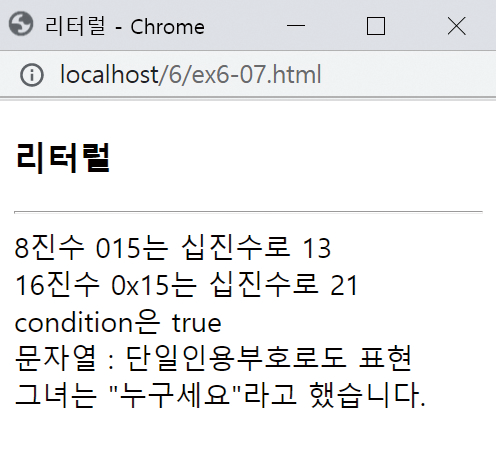 리터럴 - Chrome
localhost/6/ex6-07.html
리터럴
8진수 015는 십진수로 13
16진수 0x15는 십진수로 21
condition은 true
문자열 : 단일인용부호로도 표현
그녀는 "누구세요"라고 했습니다.